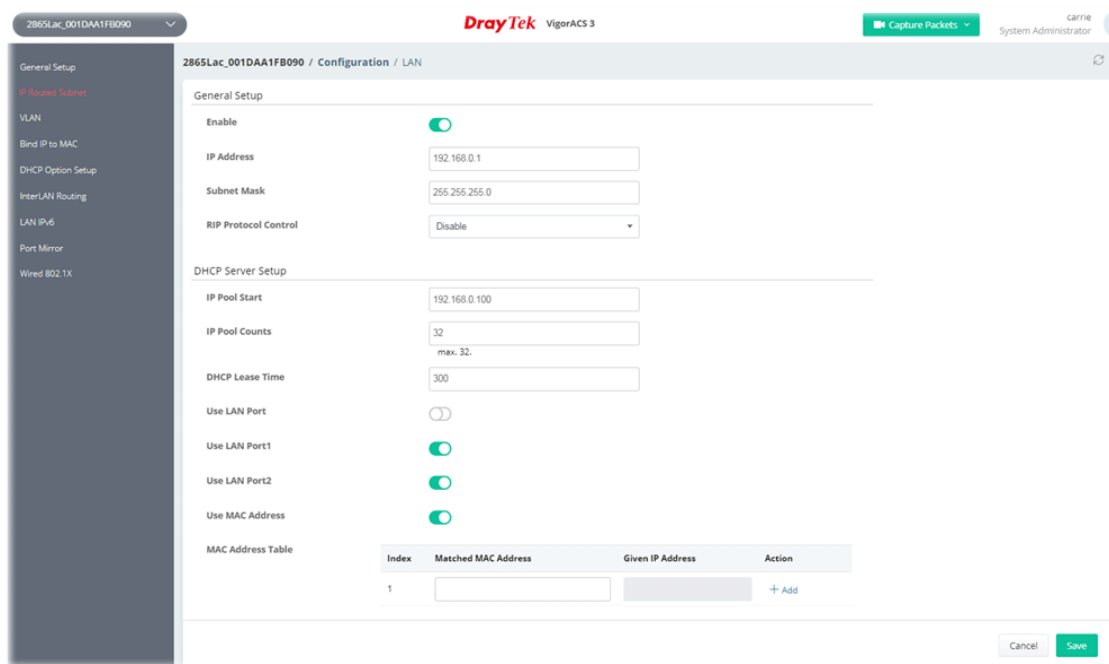 2865Lac_001DAA1FB090
DrayTek VigorACS 3
Capture Packets
carrie
System Administrator
General Setup
IP Routed Subnet
VLAN
Bind IP to MAC
DHCP Option Setup
InterLAN Routing
LAN IPv6
Port Mirror
Wired 802.1X
2865Lac_001DAA1FB090 / Configuration / LAN
General Setup
Enable
IP Address 192.168.0.1
Subnet Mask 255.255.255.0
RIP Protocol Control Disable
DHCP Server Setup
IP Pool Start 192.168.0.100
IP Pool Counts 32
max. 32.
DHCP Lease Time 300
Use LAN Port
Use LAN Port1
Use LAN Port2
Use MAC Address
MAC Address Table
Index Matched MAC Address Given IP Address Action
1 + Add
Cancel Save